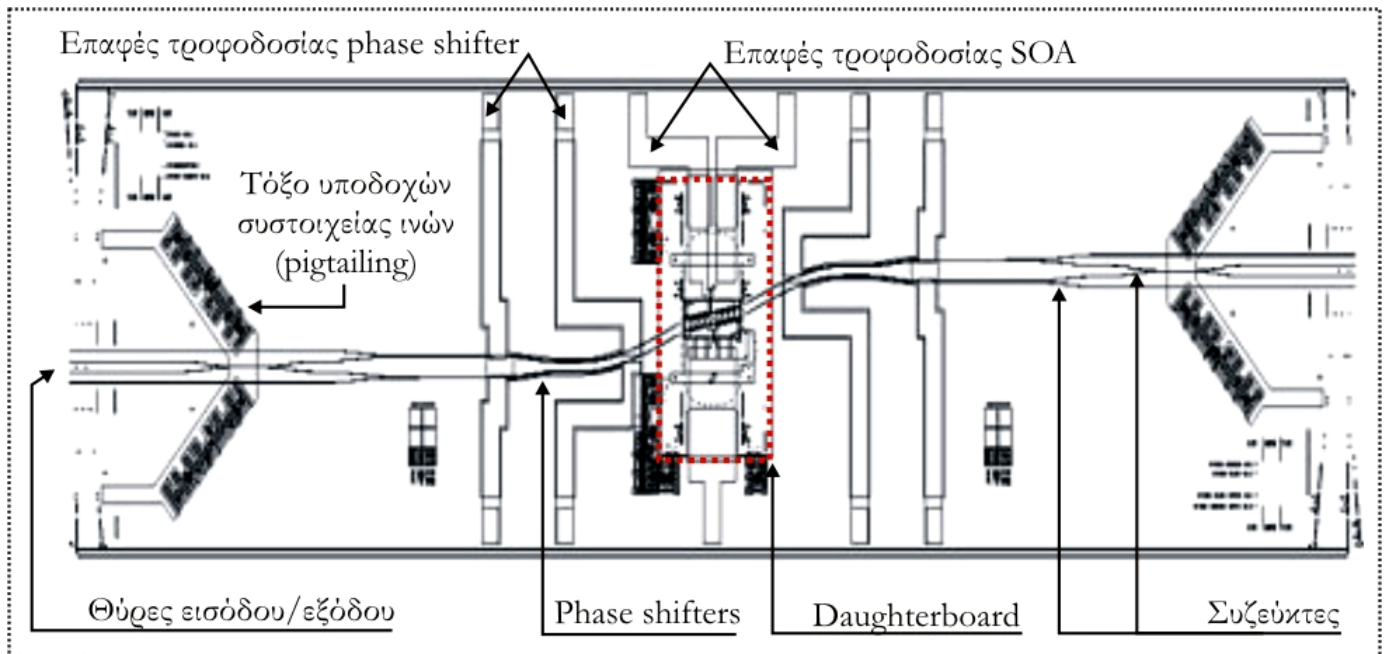 Επαφές τροφοδοσίας phase shifter
Επαφές τροφοδοσίας SOA
Τόξο υποδοχών
συστοιχείας ινών
(pigtailing)
Θύρες εισόδου/εξόδου
Phase shifters
Daughterboard
Συζεύκτες